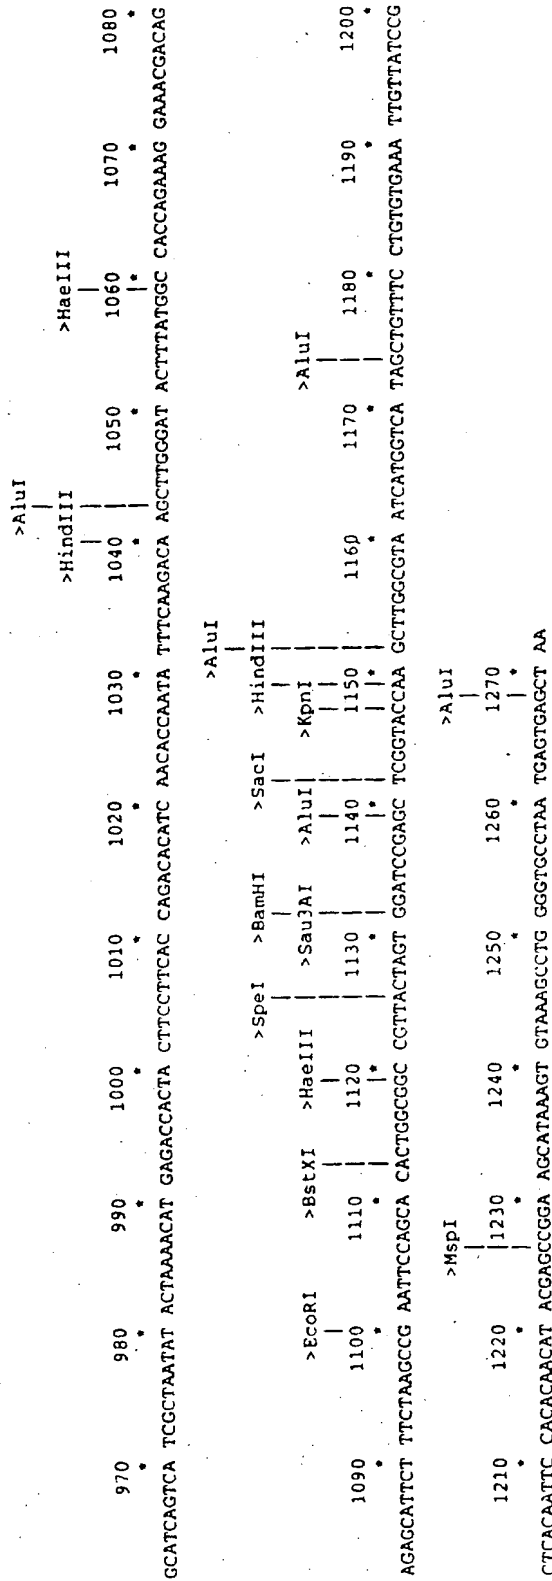 >AluI
>HindIII >HaeIII
970 980 990 1000 1010 1020 1030 1040 1050 1060 1070 1080
* * * * * * * * * * * *
GCATCAGTCA TCGCTAATAT ACTAAAACAT GAGACCACTA CTTCCTTCAC CAGACACATC AACACCAATA TTTCAAGACA AGCTTGGGAT ACTTTATGGC CACCAGAAAG GAAACGACAG
>AluI
>SpeI >BamHI >SacI >HindIII
>EcoRI >BstXI >HaeIII >Sau3AI >AluI >KpnI >AluI
1090 1100 1110 1120 1130 1140 1150 1160 1170 1180 1190 1200
* * * * * * * * * * * *
AGAGCATTCT TTCTAAGCCG AATTCCAGCA CACTGGCGGC CGTTACTAGT GGATCCGAGC TCGGTACCAA GCTTGGCGTA ATCATGGTCA TAGCTGTTTC CTGTGTGAAA TTGTTATCCG
>MspI >AluI
1210 1220 1230 1240 1250 1260 1270
* * * * * * *
CTCACAATTC CACACAACAT ACGAGCCGGA AGCATAAAGT GTAAAGCCTG GGGTGCCTAA TGAGTGAGCT AA